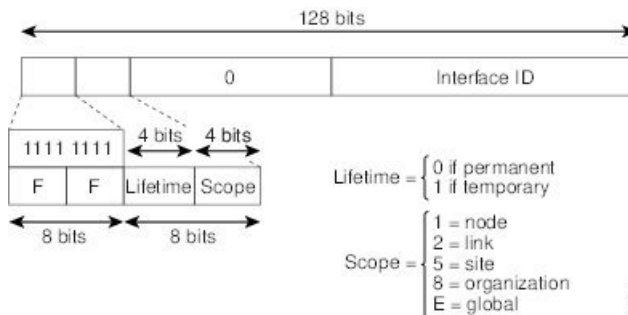 128 bits
0 Interface ID
4 bits 4 bits
1111 1111
F F Lifetime Scope
8 bits 8 bits
Lifetime = 0 if permanent
1 if temporary
Scope = 1 = node
2 = link
5 = site
8 = organization
E = global